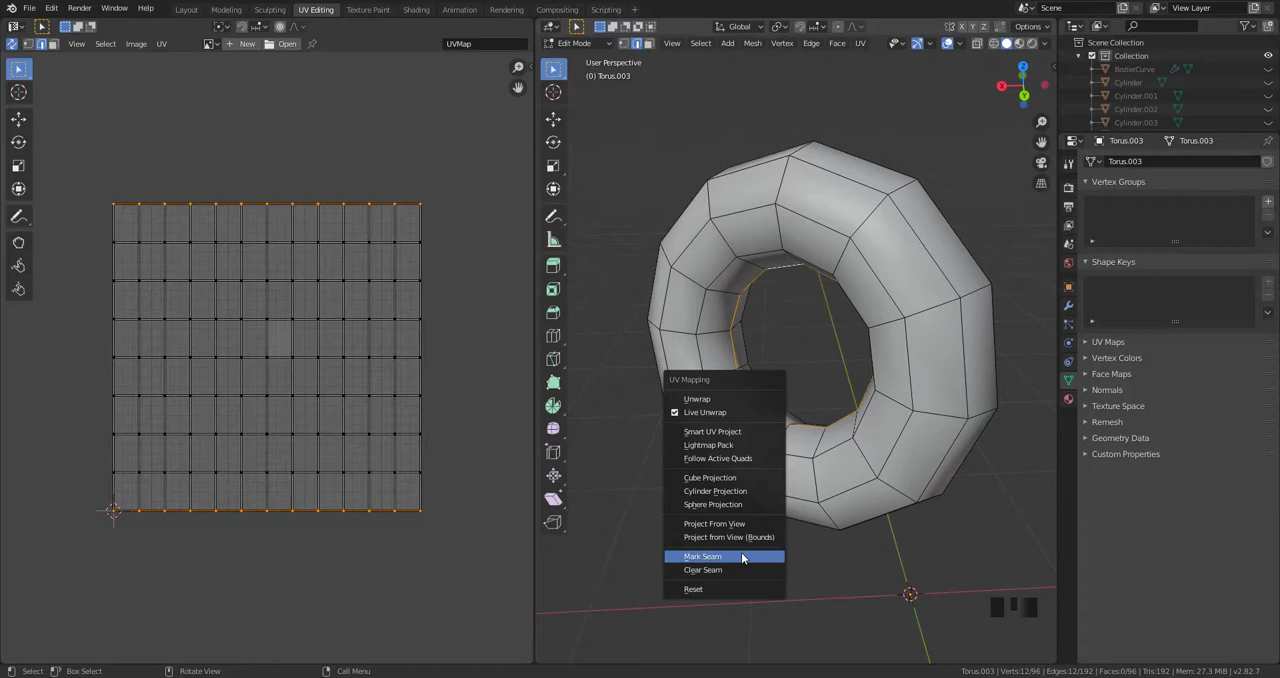 File Edit Render Window Help Layout Modeling Sculpting UV Editing Texture Paint Shading Animation Rendering Compositing Scripting + Scene View Layer
Global Options
View Select Image UV New Open UVMap Edit Mode View Select Add Mesh Vertex Edge Face UV
Scene Collection
Collection
BezierCurve
Cylinder
Cylinder.001
Cylinder.002
Cylinder.003
User Perspective
(0) Torus.003
Z
X
Y
Torus.003 Torus.003
Torus.003
Vertex Groups
Shape Keys
UV Maps
Vertex Colors
Face Maps
Normals
Texture Space
Remesh
Geometry Data
Custom Properties
UV Mapping
Unwrap
Live Unwrap
Smart UV Project
Lightmap Pack
Follow Active Quads
Cube Projection
Cylinder Projection
Sphere Projection
Project From View
Project from View (Bounds)
Mark Seam
Clear Seam
Reset
Select Box Select Rotate View Call Menu Torus.003 | Verts:12/96 | Edges:12/192 | Faces:0/96 | Tris:192 | Mem: 27.3 MiB | v2.82.7